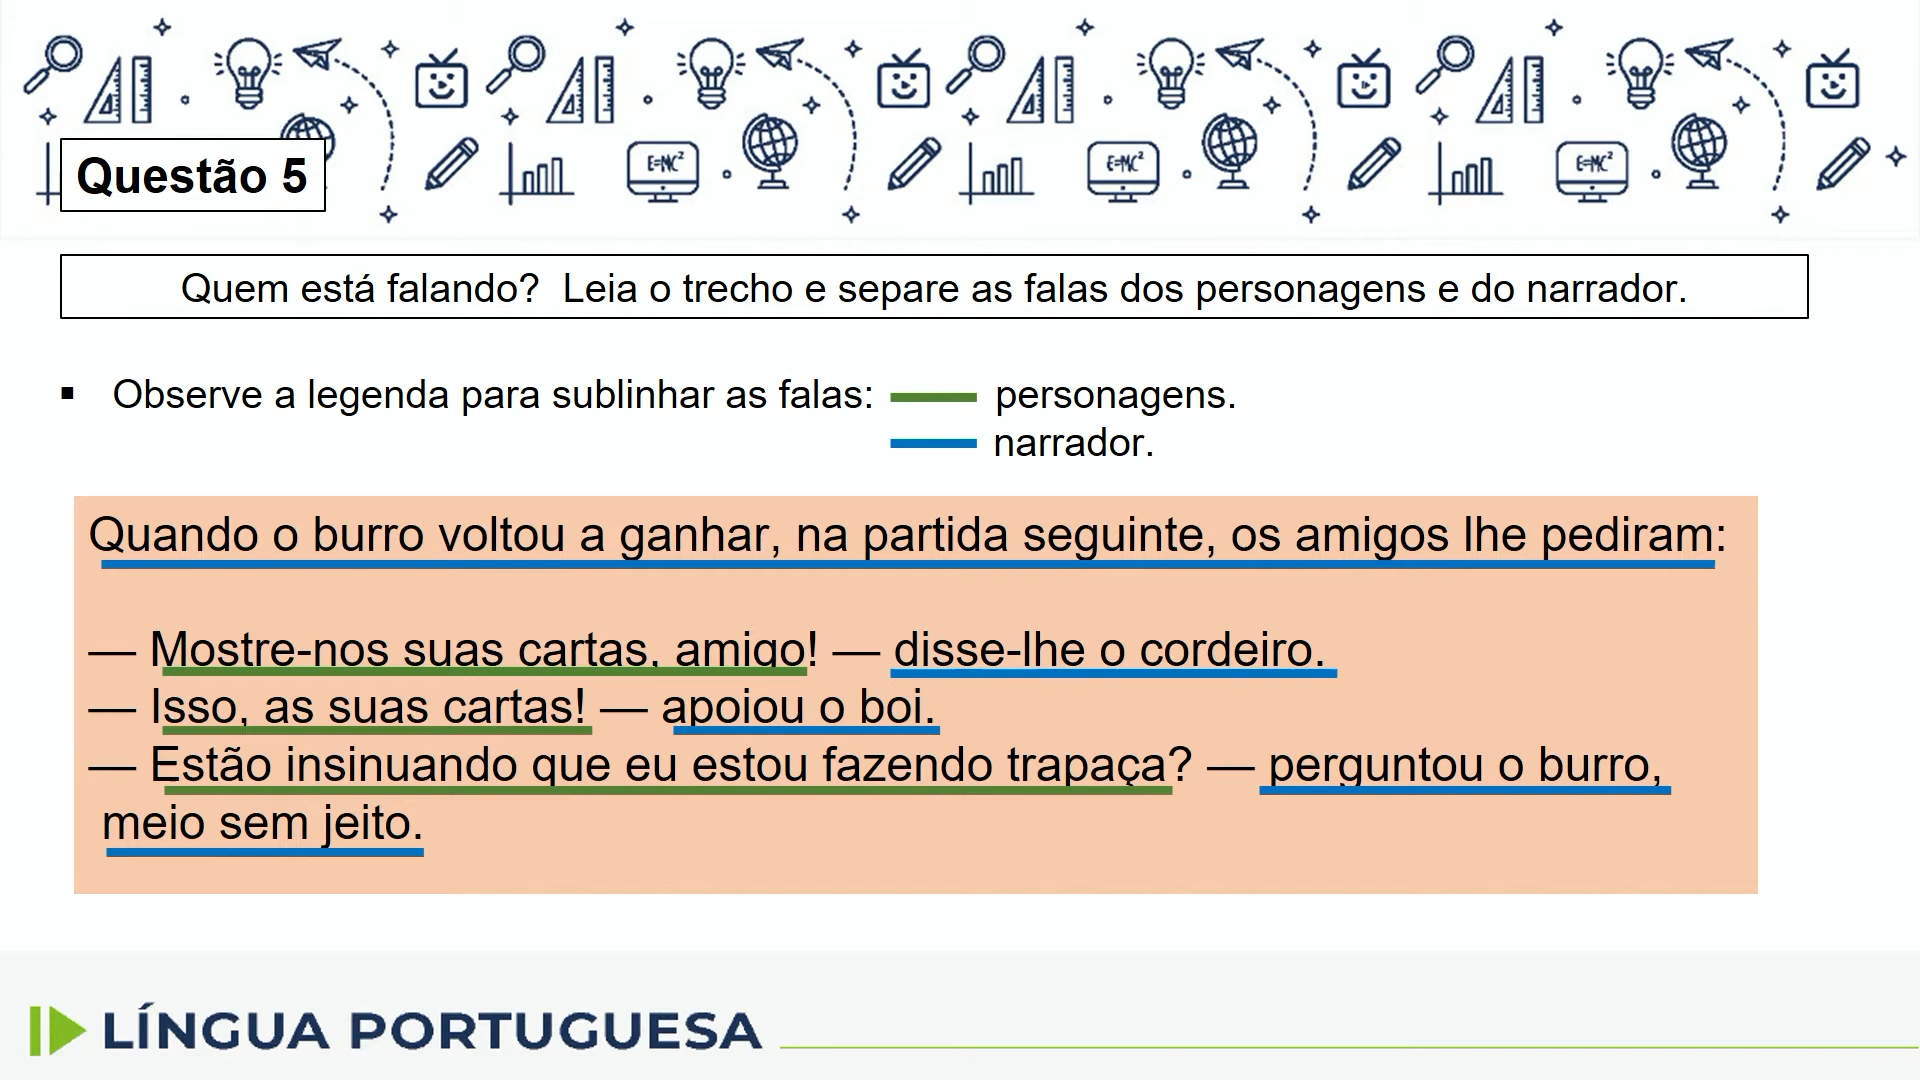 E=MC²
E=MC²
E=MC²
Questão 5
Quem está falando?  Leia o trecho e separe as falas dos personagens e do narrador.
▪ Observe a legenda para sublinhar as falas: personagens.
narrador.
Quando o burro voltou a ganhar, na partida seguinte, os amigos lhe pediram:
— Mostre-nos suas cartas, amigo! — disse-lhe o cordeiro.
— Isso, as suas cartas! — apoiou o boi.
— Estão insinuando que eu estou fazendo trapaça? — perguntou o burro,
meio sem jeito.
LÍNGUA PORTUGUESA